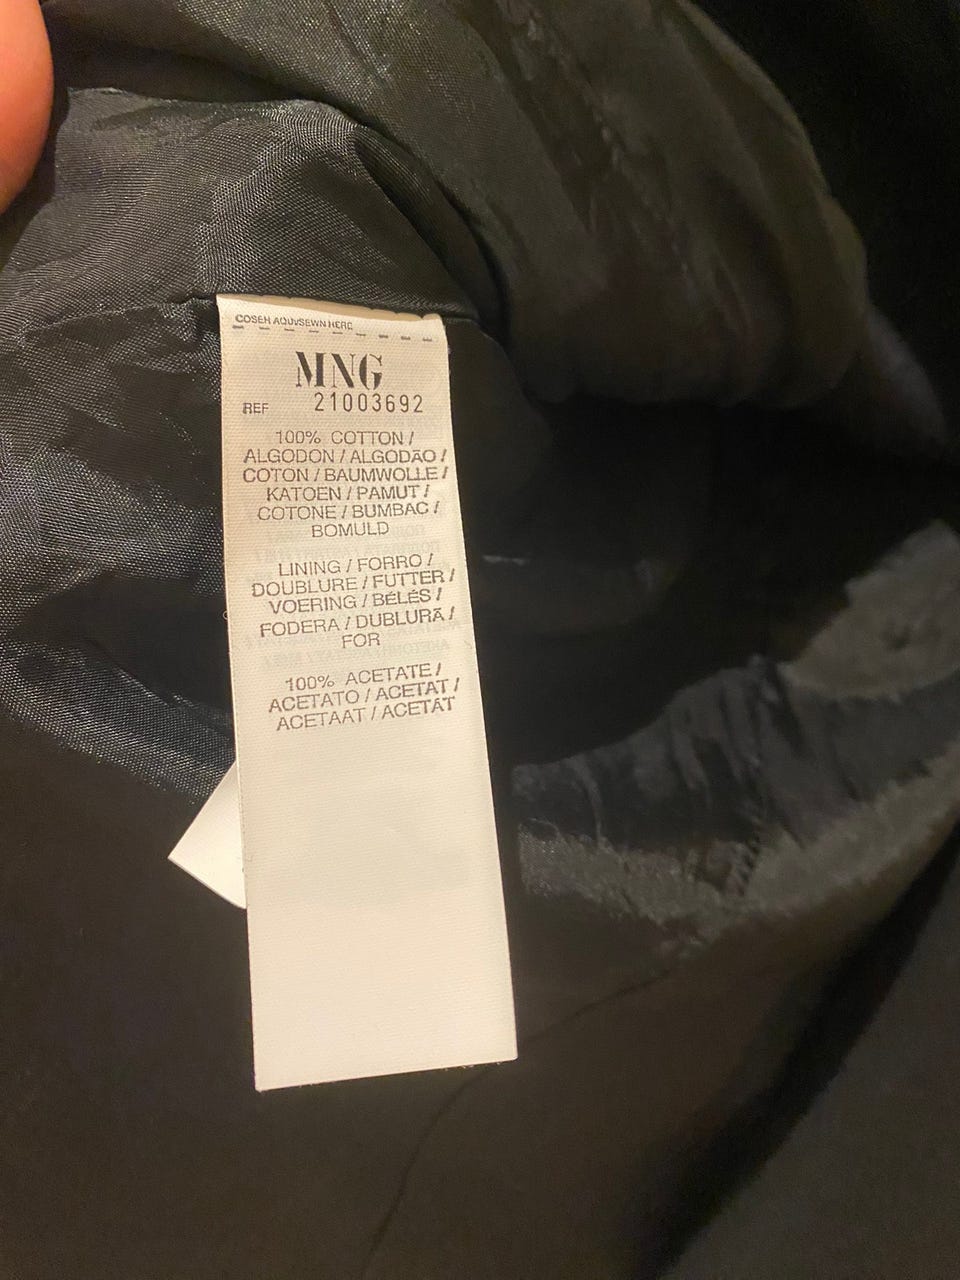 COSER AQUI/SEWN HERE
MNG
REF 21003692
100% COTTON /
ALGODON / ALGODÃO /
COTON / BAUMWOLLE /
KATOEN / PAMUT /
COTONE / BUMBAC /
BOMULD
LINING / FORRO /
DOUBLURE / FUTTER /
VOERING / BÉLÉS /
FODERA / DUBLURĂ /
FOR
100% ACETATE /
ACETATO / ACETAT /
ACETAAT / ACETÁT